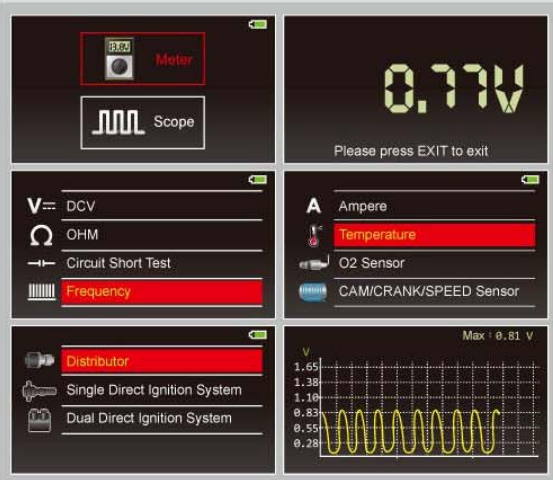 13.8V
Meter
Scope
0.77V
Please press EXIT to exit
V DCV
Ω OHM
Circuit Short Test
Frequency
A Ampere
Temperature
O2 Sensor
CAM/CRANK/SPEED Sensor
Distributor
Single Direct Ignition System
Dual Direct Ignition System
Max : 0.81 V
V
1.65
1.38
1.10
0.83
0.55
0.28